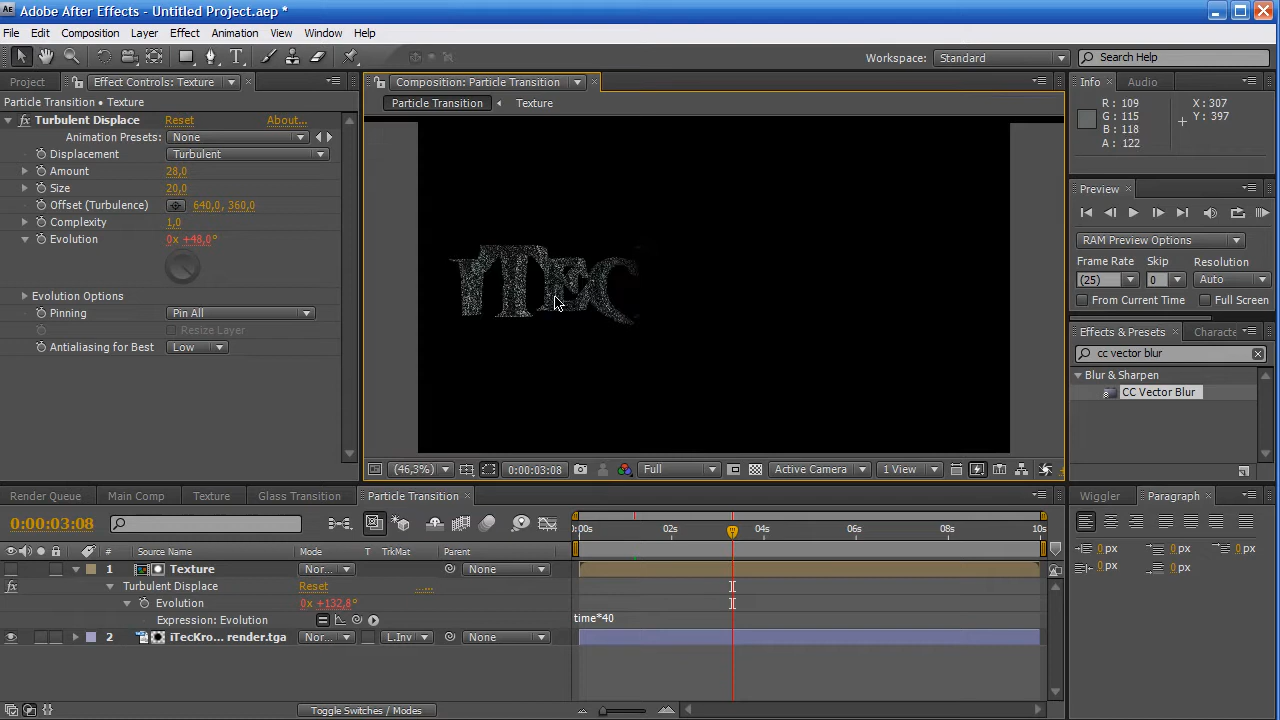 Adobe After Effects - Untitled Project.aep *
File Edit Composition Layer Effect Animation View Window Help
Workspace: Standard Search Help
Project Effect Controls: Texture Composition: Particle Transition Info Audio
Particle Transition • Texture
Particle Transition Texture
R : 109 X : 307
G : 115 Y : 397
B : 118
A : 122
Turbulent Displace Reset About...
Animation Presets: None
Displacement Turbulent
Amount 28,0
Size 20,0
Offset (Turbulence) 640,0, 360,0
Complexity 1,0
Evolution 0x +48,0°
Evolution Options
Pinning Pin All
Resize Layer
Antialiasing for Best Low
iTEC
Preview
RAM Preview Options
Frame Rate Skip Resolution
(25) 0 Auto
From Current Time Full Screen
Effects & Presets Characte
cc vector blur
Blur & Sharpen
CC Vector Blur
(46,3%) 0:00:03:08 Full Active Camera 1 View
Render Queue Main Comp Texture Glass Transition Particle Transition
Wiggler Paragraph
0:00:03:08
:00s 02s 04s 06s 08s 10s
# Source Name Mode T TrkMat Parent
1 Texture Nor... None
Turbulent Displace Reset ......
Evolution 0x +132,8°
Expression: Evolution time*40
2 iTecKro... render.tga Nor... L.Inv None
0 px 0 px 0 px
0 px 0 px
Toggle Switches / Modes